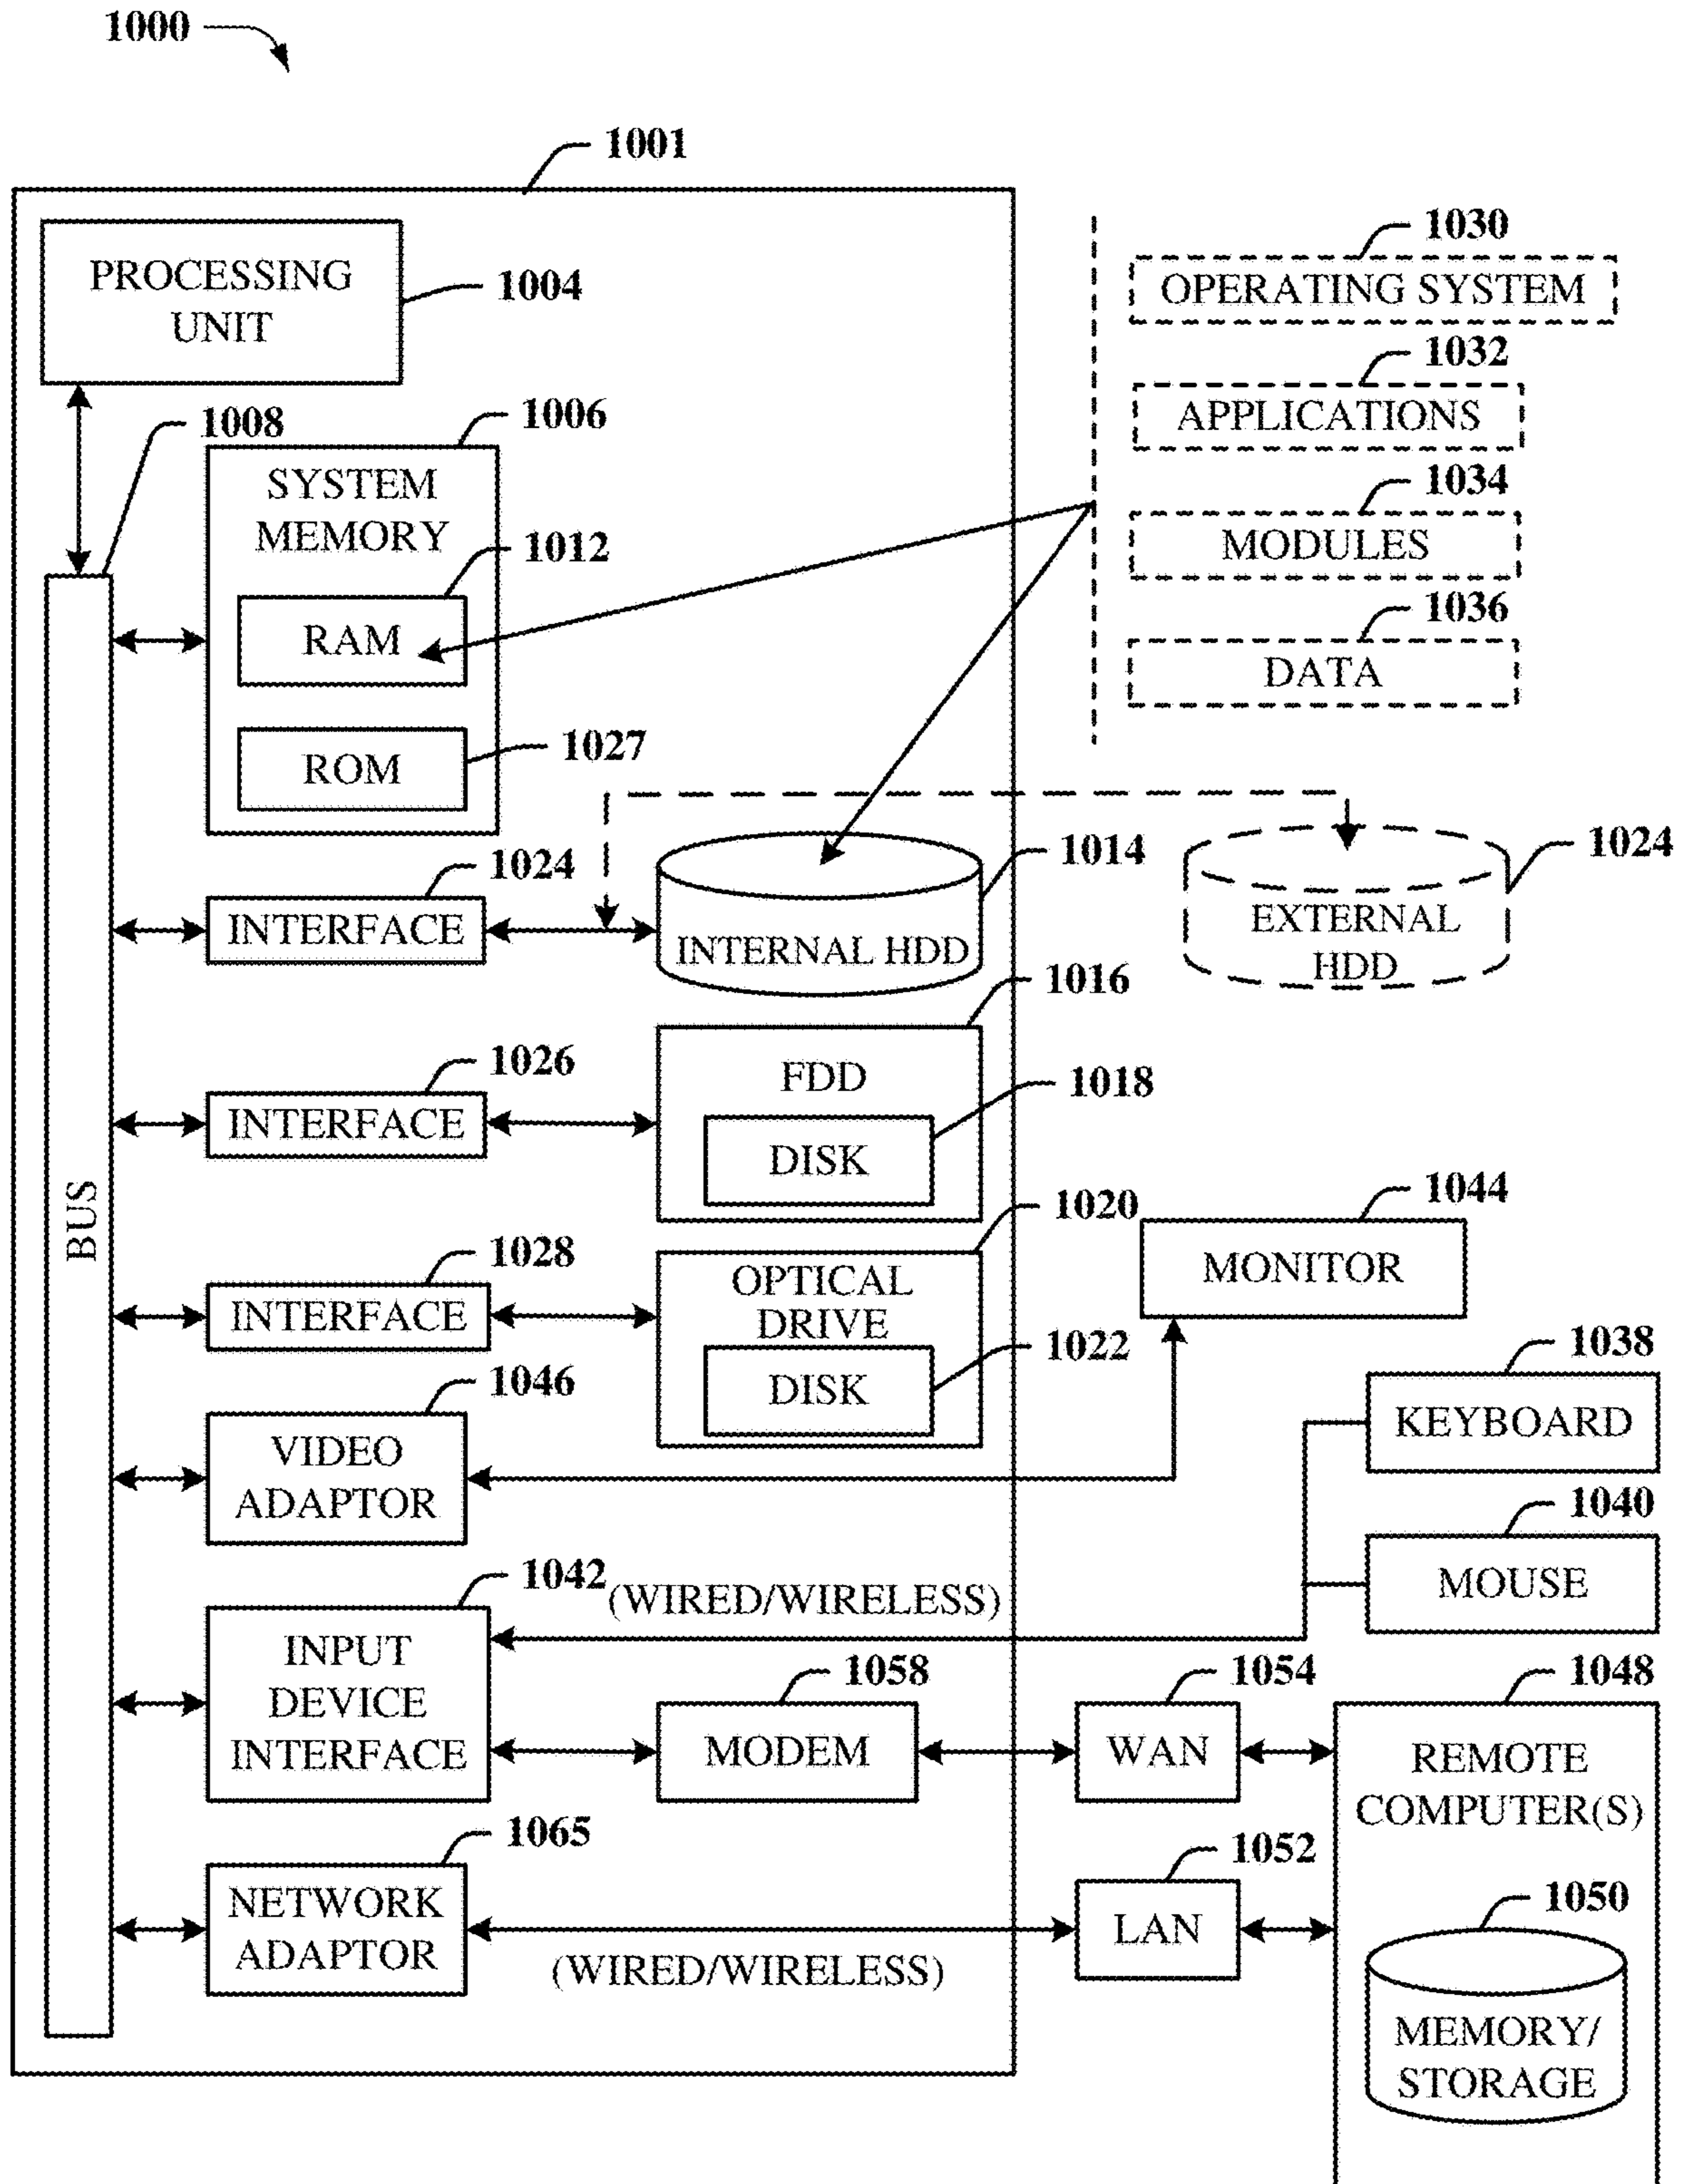 1000
1001
PROCESSING
UNIT
1004
1030
OPERATING SYSTEM
1032
APPLICATIONS
1034
MODULES
1036
DATA
1008
1006
SYSTEM
MEMORY
1012
RAM
1027
ROM
1024
INTERFACE
1014
INTERNAL HDD
1024
EXTERNAL
HDD
1016
FDD
1018
DISK
1026
INTERFACE
BUS
1020
OPTICAL
DRIVE
1022
DISK
1028
INTERFACE
1044
MONITOR
1046
VIDEO
ADAPTOR
1038
KEYBOARD
1040
MOUSE
1042
(WIRED/WIRELESS)
INPUT
DEVICE
INTERFACE
1058
MODEM
1054
WAN
1048
REMOTE
COMPUTER(S)
1065
NETWORK
ADAPTOR
(WIRED/WIRELESS)
1052
LAN
1050
MEMORY/
STORAGE